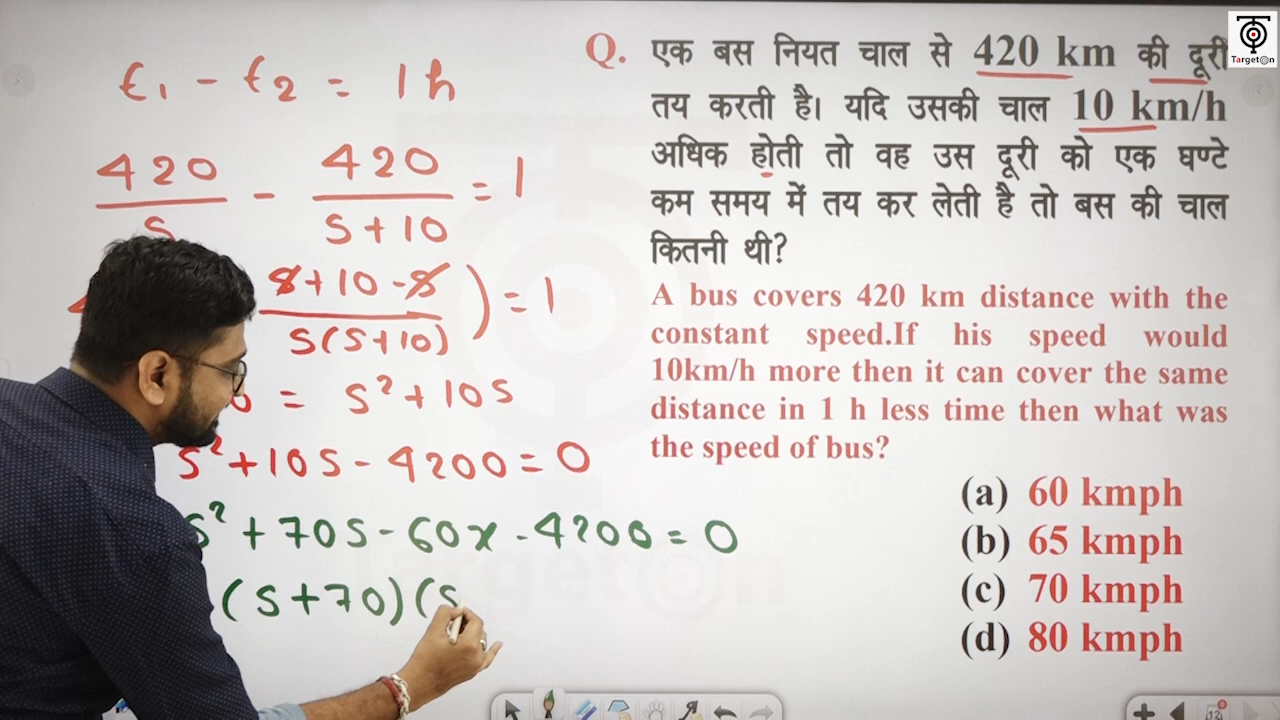 TargetOn
t₁ - t₂ = 1h
420/S - 420/S+10 = 1
S+10-S/S(S+10)) = 1
= S²+10S
S²+10S-4200=0
S²+70S-60x-4200=0
(S+70)(S
Q. एक बस नियत चाल से 420 km की दूरी
तय करती है। यदि उसकी चाल 10 km/h
अधिक होती तो वह उस दूरी को एक घण्टे
कम समय में तय कर लेती है तो बस की चाल
कितनी थी?
A bus covers 420 km distance with the
constant speed.If his speed would
10km/h more then it can cover the same
distance in 1 h less time then what was
the speed of bus?
(a) 60 kmph
(b) 65 kmph
(c) 70 kmph
(d) 80 kmph